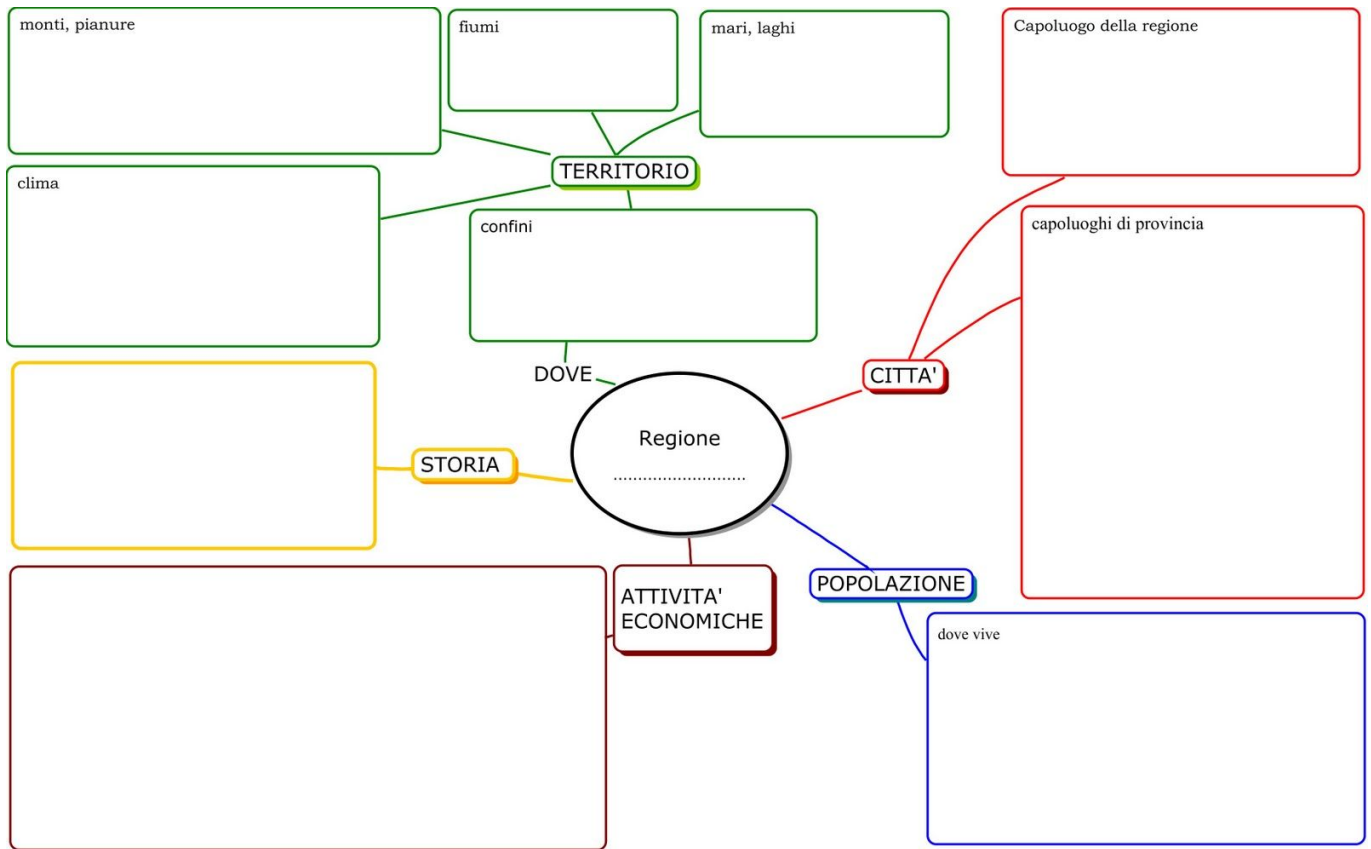 monti, pianure
fiumi
mari, laghi
Capoluogo della regione
TERRITORIO
clima
confini
capoluoghi di provincia
DOVE
CITTA'
Regione
...........................
STORIA
ATTIVITA'
ECONOMICHE
POPOLAZIONE
dove vive